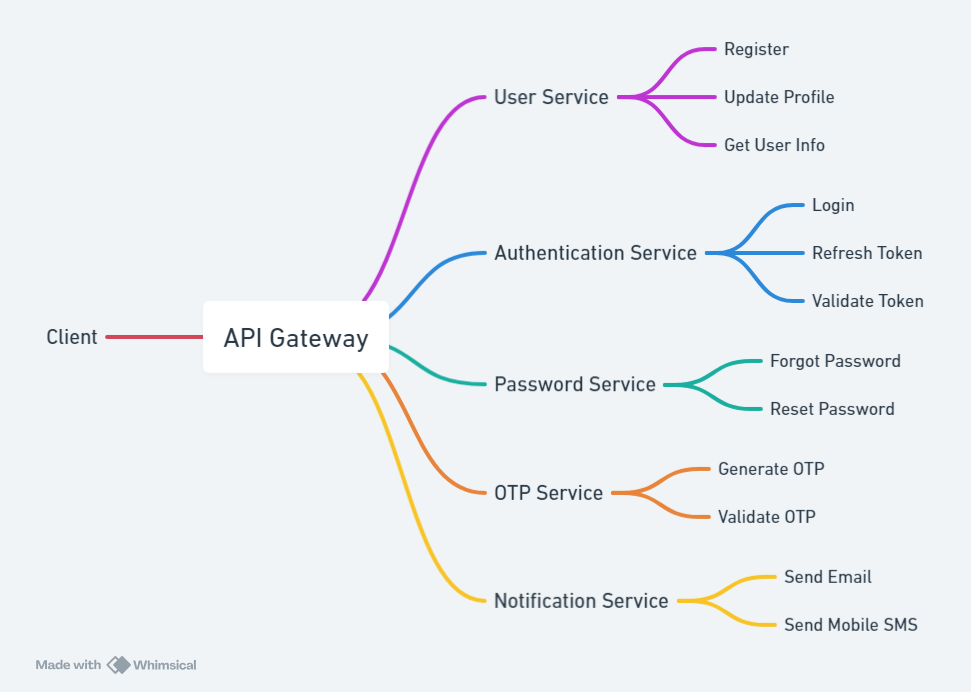 Client
API Gateway
User Service
Register
Update Profile
Get User Info
Authentication Service
Login
Refresh Token
Validate Token
Password Service
Forgot Password
Reset Password
OTP Service
Generate OTP
Validate OTP
Notification Service
Send Email
Send Mobile SMS
Made with Whimsical